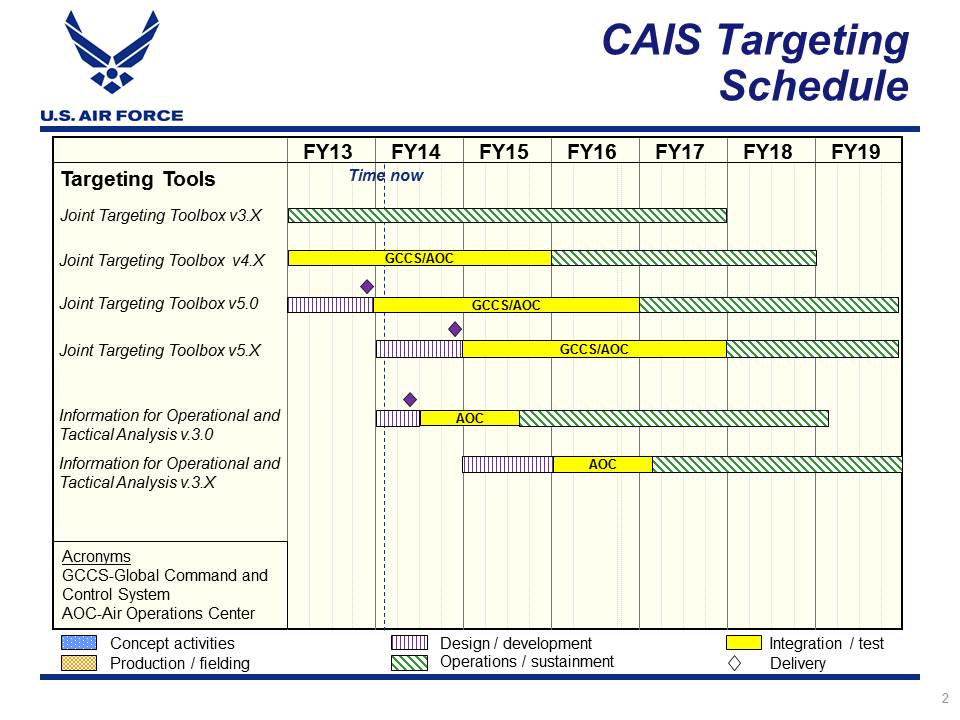 CAIS Targeting
Schedule
U.S. AIR FORCE
FY13 FY14 FY15 FY16 FY17 FY18 FY19
Targeting Tools
Time now
Joint Targeting Toolbox v3.X
Joint Targeting Toolbox v4.X
GCCS/AOC
Joint Targeting Toolbox v5.0
GCCS/AOC
Joint Targeting Toolbox v5.X
GCCS/AOC
Information for Operational and
Tactical Analysis v.3.0
AOC
Information for Operational and
Tactical Analysis v.3.X
AOC
Acronyms
GCCS-Global Command and
Control System
AOC-Air Operations Center
Concept activities
Design / development
Integration / test
Production / fielding
Operations / sustainment
Delivery
2